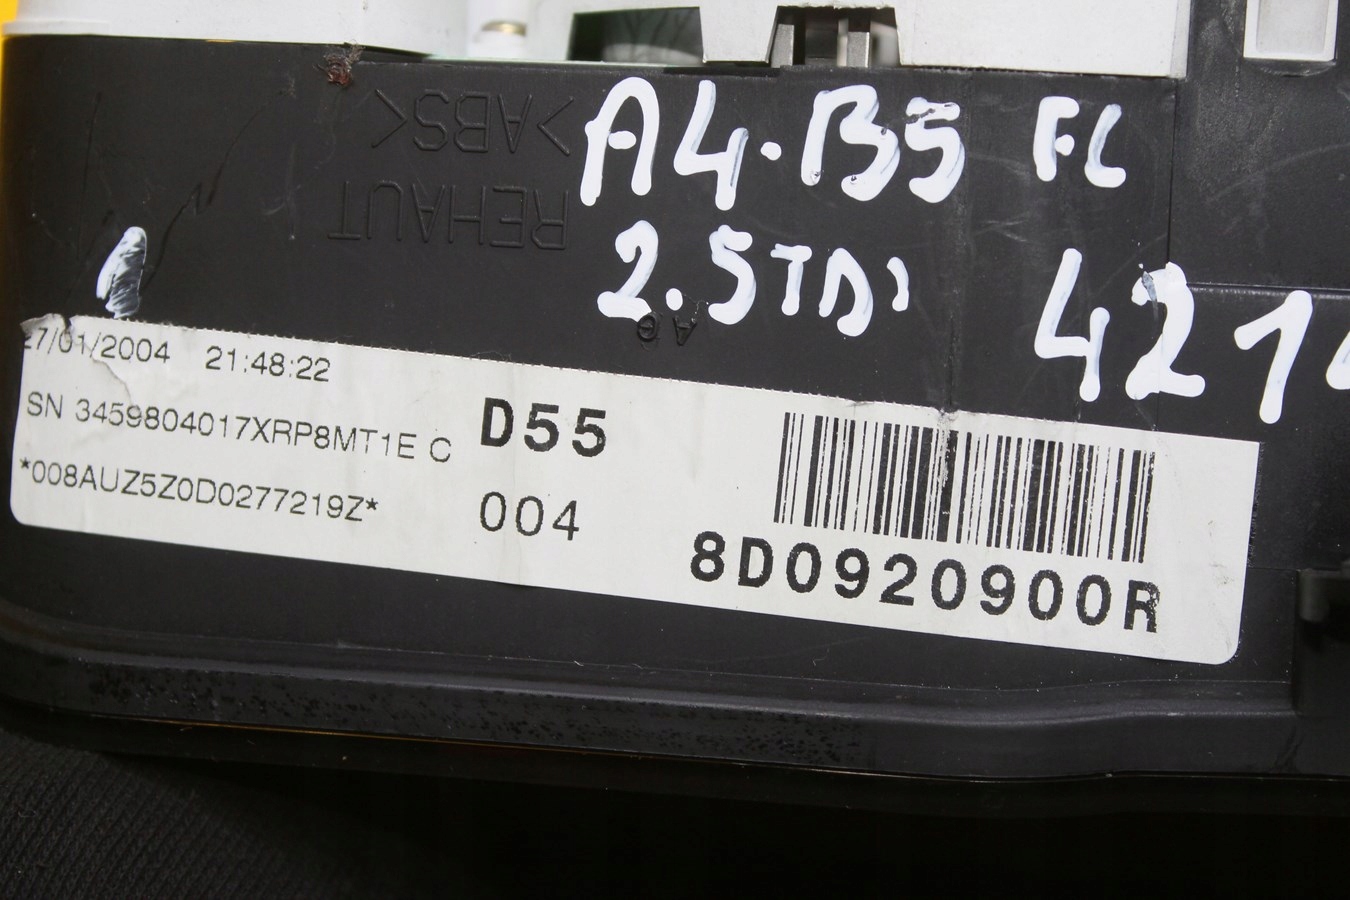 >ABS<
REHAUT
A4.B5 FL
2.5TDI
421
27/01/2004 21:48:22
SN 3459804017XRP8MT1E C
*008AUZ5Z0D0277219Z*
D55
004
8D0920900R